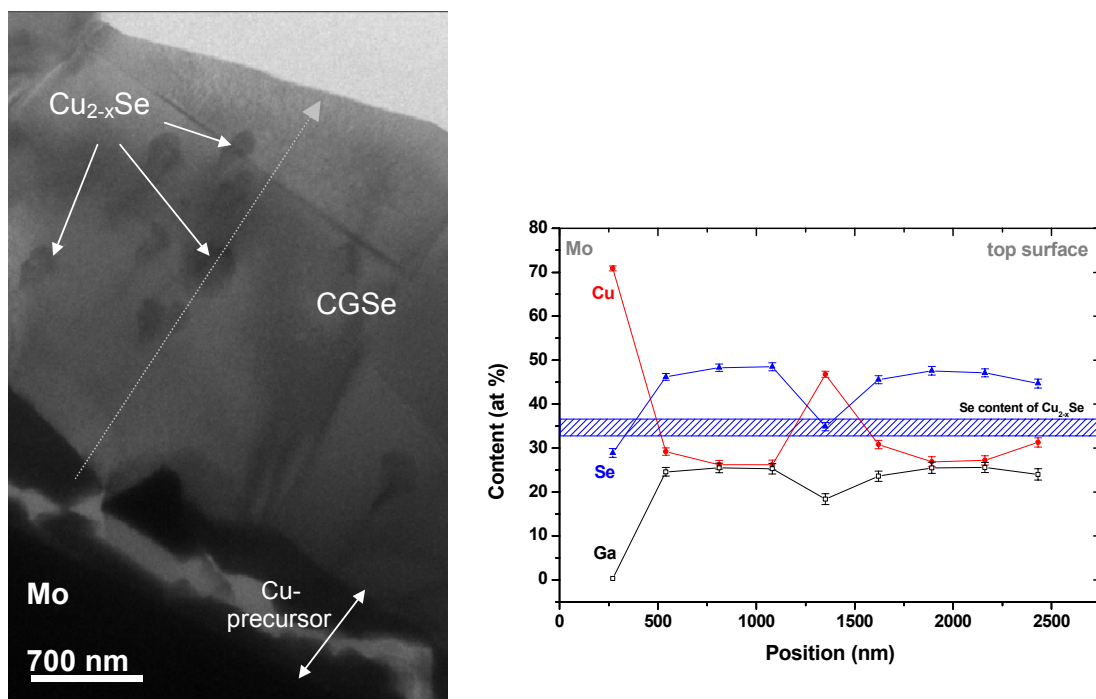 Cu2-xSe
CGSe
Cu-
precursor
Mo
700 nm
80
70
60
50
40
30
20
10
0
0
500
1000
1500
2000
2500
Content (at %)
Position (nm)
Mo
top surface
Cu
Se content of Cu2-xSe
Se
Ga